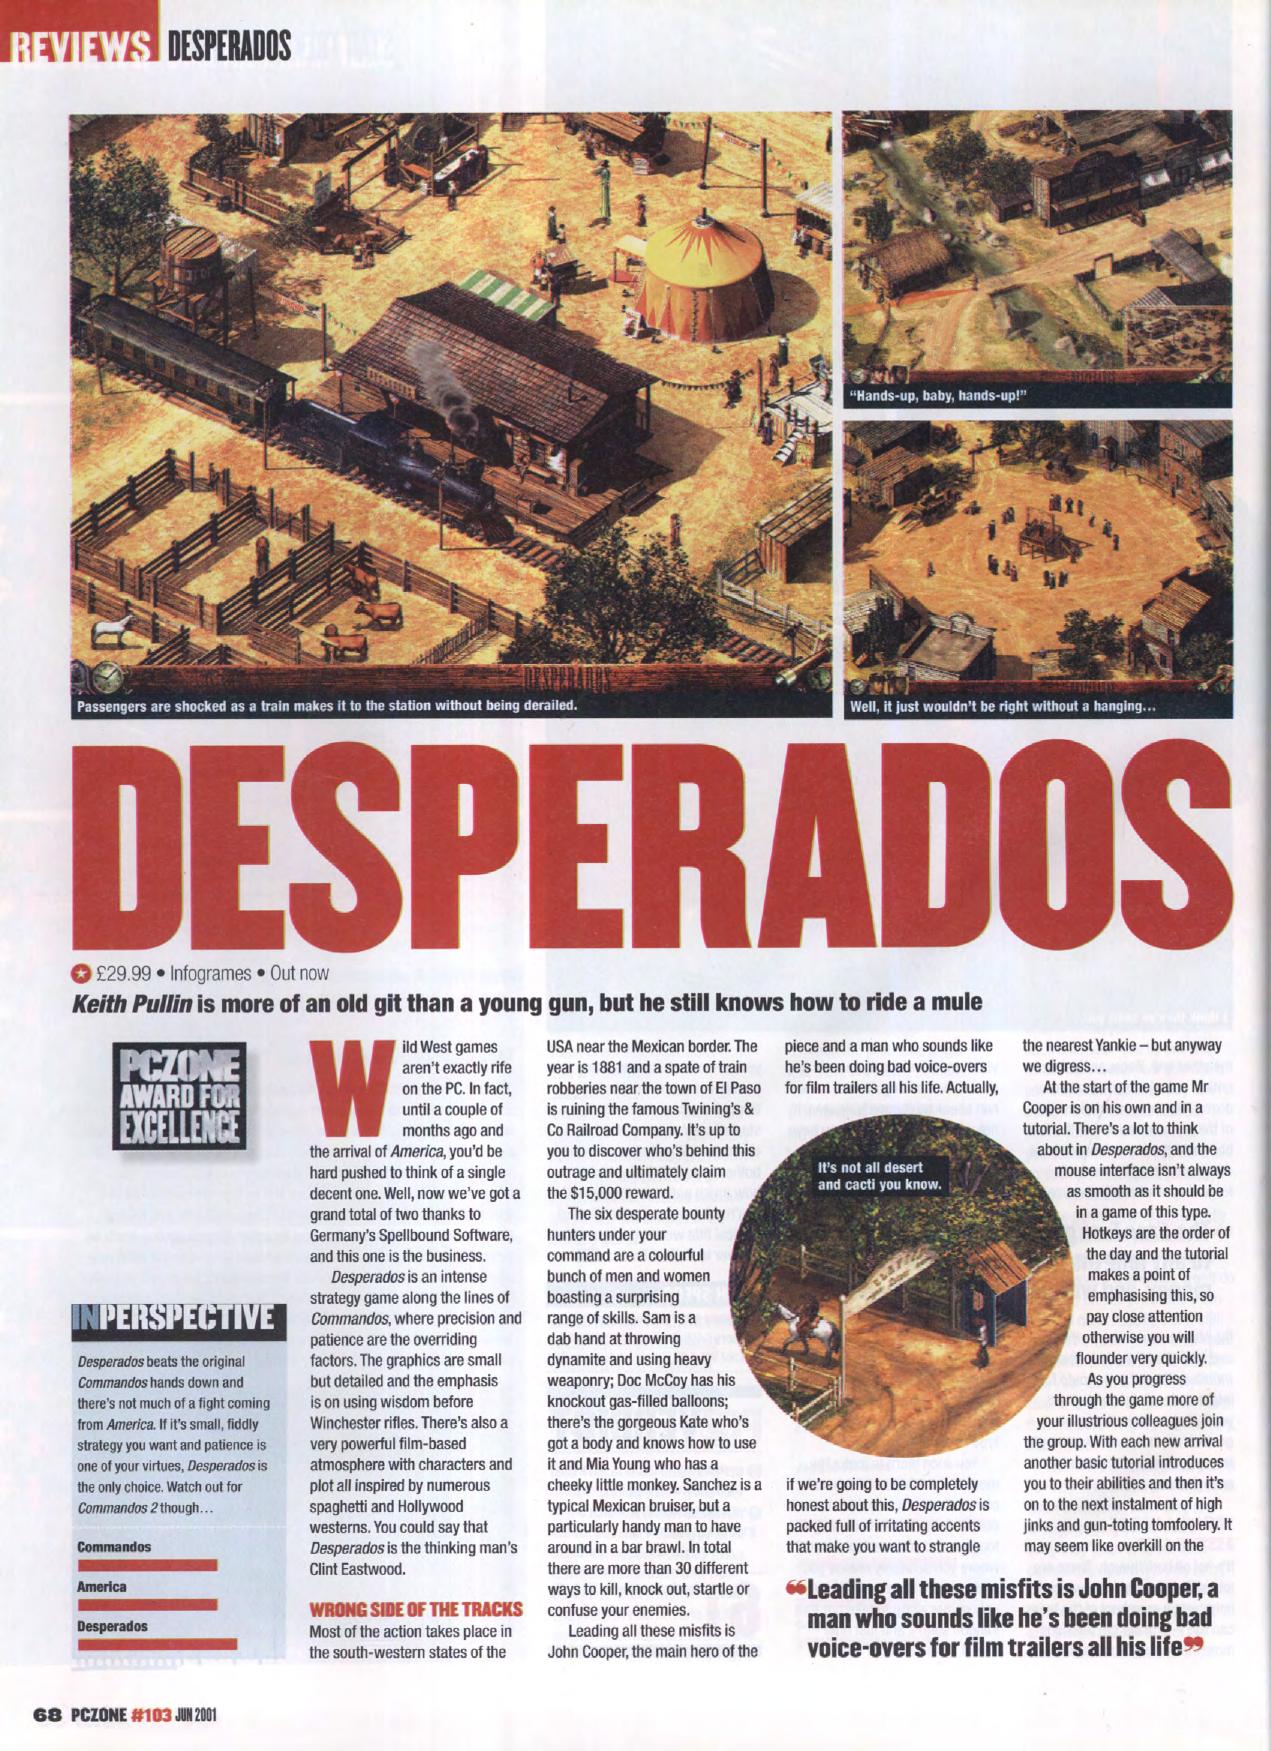 REVIEWS DESPERADOS
"Hands-up, baby, hands-up!"
DESPERADOS
Passengers are shocked as a train makes it to the station without being derailed.
Well, it just wouldn't be right without a hanging...
DESPERADOS
£29.99 • Infogrames • Out now
Keith Pullin is more of an old git than a young gun, but he still knows how to ride a mule
PCZONE
AWARD FOR
EXCELLENCE
INPERSPECTIVE
Desperados beats the original
Commandos hands down and
there's not much of a fight coming
from America. If it's small, fiddly
strategy you want and patience is
one of your virtues, Desperados is
the only choice. Watch out for
Commandos 2 though...
Commandos
America
Desperados
Wild West games
aren't exactly rife
on the PC. In fact,
until a couple of
months ago and
the arrival of America, you'd be
hard pushed to think of a single
decent one. Well, now we've got a
grand total of two thanks to
Germany's Spellbound Software,
and this one is the business.
Desperados is an intense
strategy game along the lines of
Commandos, where precision and
patience are the overriding
factors. The graphics are small
but detailed and the emphasis
is on using wisdom before
Winchester rifles. There's also a
very powerful film-based
atmosphere with characters and
plot all inspired by numerous
spaghetti and Hollywood
westerns. You could say that
Desperados is the thinking man's
Clint Eastwood.
WRONG SIDE OF THE TRACKS
Most of the action takes place in
the south-western states of the
USA near the Mexican border. The
year is 1881 and a spate of train
robberies near the town of El Paso
is ruining the famous Twining's &
Co Railroad Company. It's up to
you to discover who's behind this
outrage and ultimately claim
the $15,000 reward.
The six desperate bounty
hunters under your
command are a colourful
bunch of men and women
boasting a surprising
range of skills. Sam is a
dab hand at throwing
dynamite and using heavy
weaponry; Doc McCoy has his
knockout gas-filled balloons;
there's the gorgeous Kate who's
got a body and knows how to use
it and Mia Young who has a
cheeky little monkey. Sanchez is a
typical Mexican bruiser, but a
particularly handy man to have
around in a bar brawl. In total
there are more than 30 different
ways to kill, knock out, startle or
confuse your enemies.
Leading all these misfits is
John Cooper, the main hero of the
piece and a man who sounds like
he's been doing bad voice-overs
for film trailers all his life. Actually,
It's not all desert
and cacti you know.
if we're going to be completely
honest about this, Desperados is
packed full of irritating accents
that make you want to strangle
the nearest Yankie – but anyway
we digress...
At the start of the game Mr
Cooper is on his own and in a
tutorial. There's a lot to think
about in Desperados, and the
mouse interface isn't always
as smooth as it should be
in a game of this type.
Hotkeys are the order of
the day and the tutorial
makes a point of
emphasising this, so
pay close attention
otherwise you will
flounder very quickly.
As you progress
through the game more of
your illustrious colleagues join
the group. With each new arrival
another basic tutorial introduces
you to their abilities and then it's
on to the next instalment of high
jinks and gun-toting tomfoolery. It
may seem like overkill on the
“Leading all these misfits is John Cooper, a
man who sounds like he's been doing bad
voice-overs for film trailers all his life”
68 PCZONE #103 JUN 2001